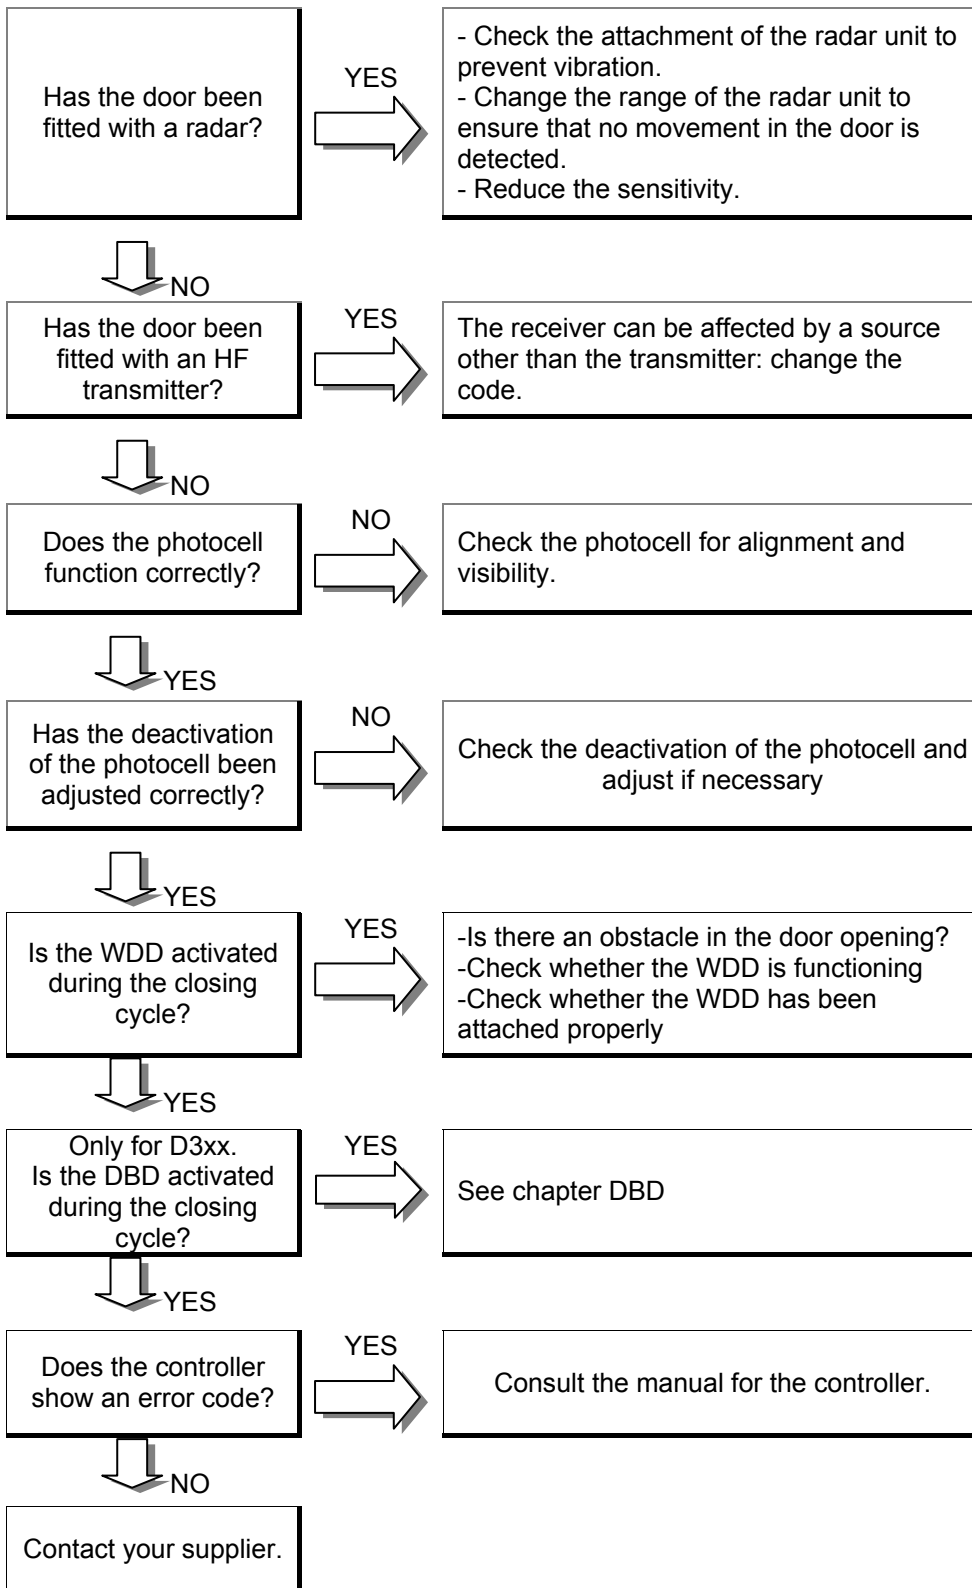 Has the door been
fitted with a radar?
YES
- Check the attachment of the radar unit to
prevent vibration.
- Change the range of the radar unit to
ensure that no movement in the door is
detected.
- Reduce the sensitivity.
NO
Has the door been
fitted with an HF
transmitter?
YES
The receiver can be affected by a source
other than the transmitter: change the
code.
NO
Does the photocell
function correctly?
NO
Check the photocell for alignment and
visibility.
YES
Has the deactivation
of the photocell been
adjusted correctly?
NO
Check the deactivation of the photocell and
adjust if necessary
YES
Is the WDD activated
during the closing
cycle?
YES
-Is there an obstacle in the door opening?
-Check whether the WDD is functioning
-Check whether the WDD has been
attached properly
YES
Only for D3xx.
Is the DBD activated
during the closing
cycle?
YES
See chapter DBD
YES
Does the controller
show an error code?
YES
Consult the manual for the controller.
NO
Contact your supplier.